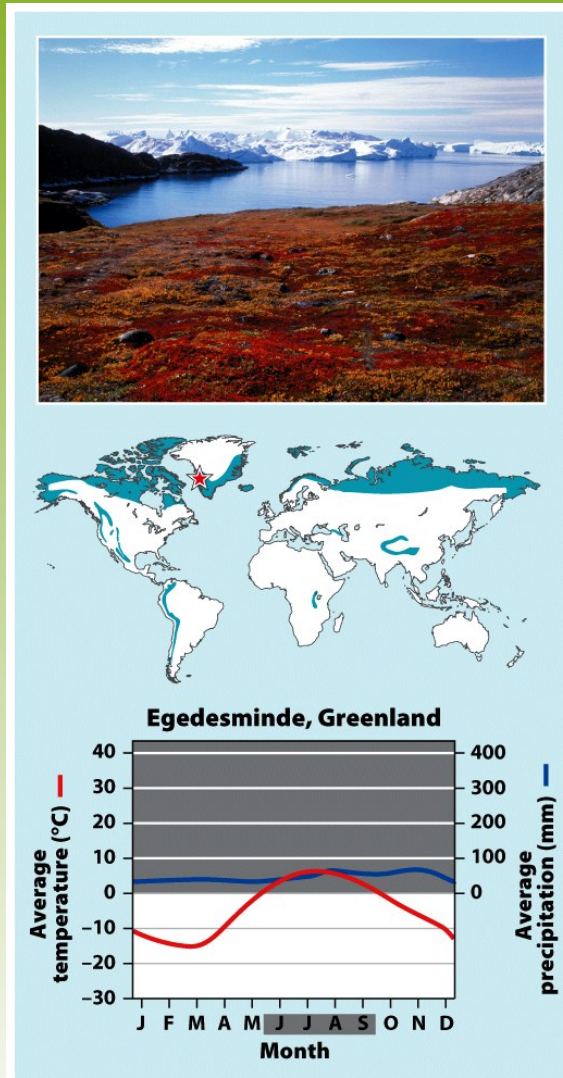 Egedesminde, Greenland
40
30
20
10
0
−10
−20
−30
Average
temperature (°C)
400
300
200
100
0
Average
precipitation (mm)
J F M A M J J A S O N D
Month